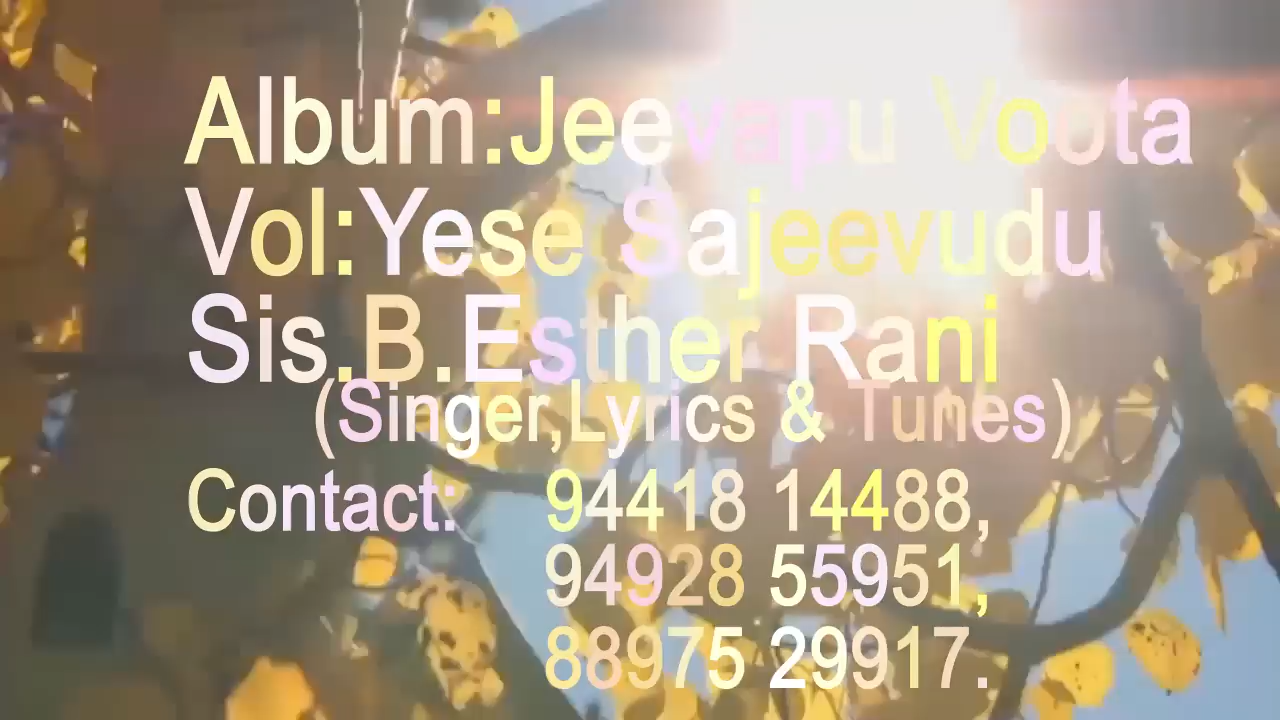 Album:Jeevapu Voota
Vol:Yese Sajeevudu
Sis.B.Esther Rani
(Singer,Lyrics & Tunes)
Contact: 94418 14488,
94928 55951,
88975 29917.